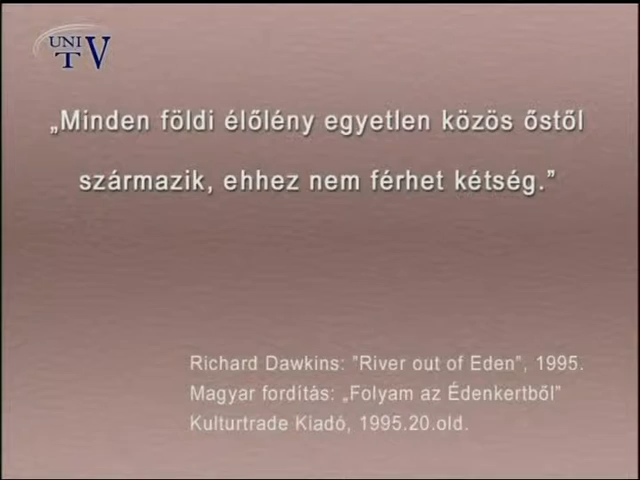 UNI
TV
„Minden földi élőlény egyetlen közös őstől
származik, ehhez nem férhet kétség.”
Richard Dawkins: ”River out of Eden”, 1995.
Magyar fordítás: „Folyam az Édenkertből”
Kulturtrade Kiadó, 1995.20.old.